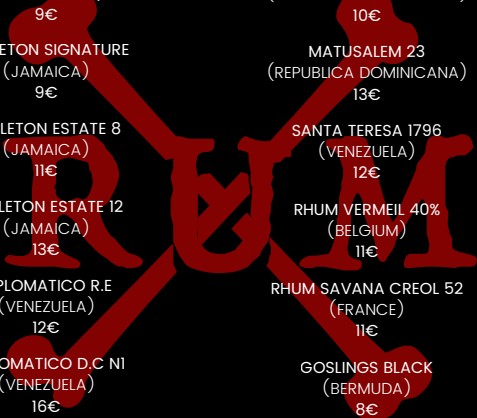 9€
ETON SIGNATURE
(JAMAICA)
9€
LETON ESTATE 8
(JAMAICA)
11€
LETON ESTATE 12
(JAMAICA)
13€
PLOMATICO R.E
(VENEZUELA)
12€
OMATICO D.C N1
(VENEZUELA)
16€
10€
MATUSALEM 23
(REPUBLICA DOMINICANA)
13€
SANTA TERESA 1796
(VENEZUELA)
12€
RHUM VERMEIL 40%
(BELGIUM)
11€
RHUM SAVANA CREOL 52
(FRANCE)
11€
GOSLINGS BLACK
(BERMUDA)
8€
RUM